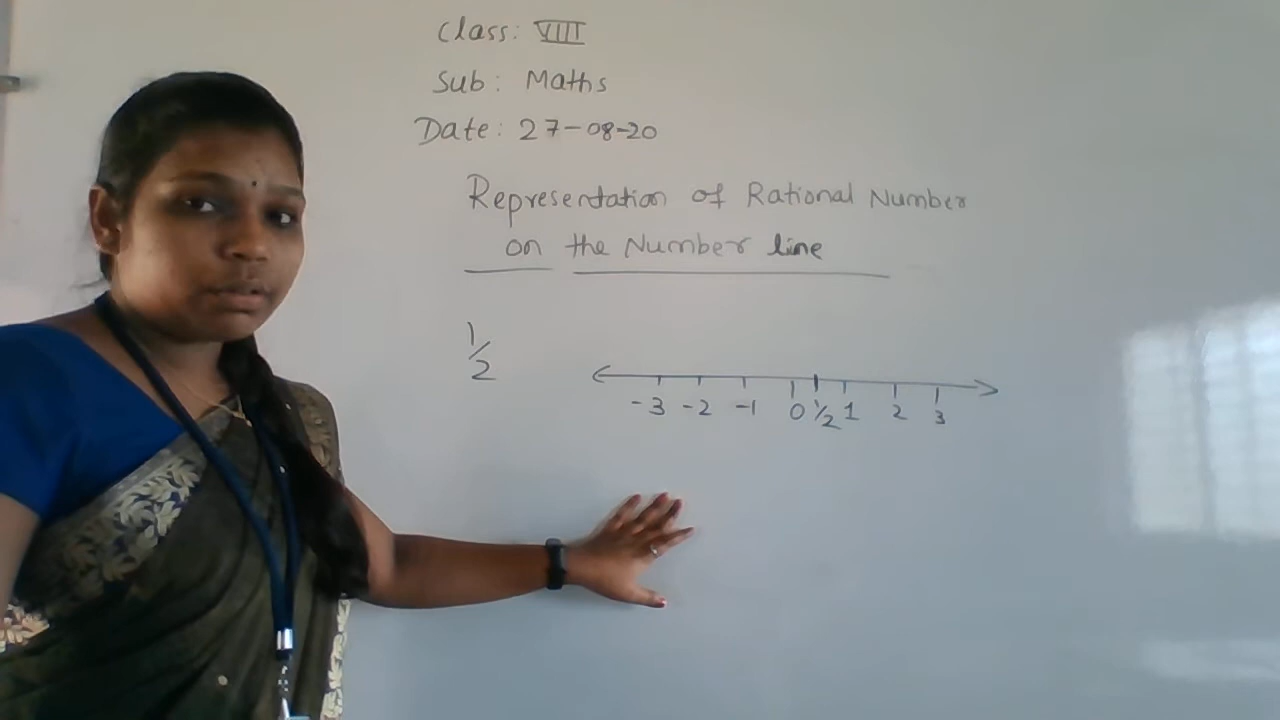 Class: VIII
Sub: Maths
Date: 27-08-20
Representation of Rational Number
on the Number line
1/2
-3 -2 -1 0 1/2 1 2 3